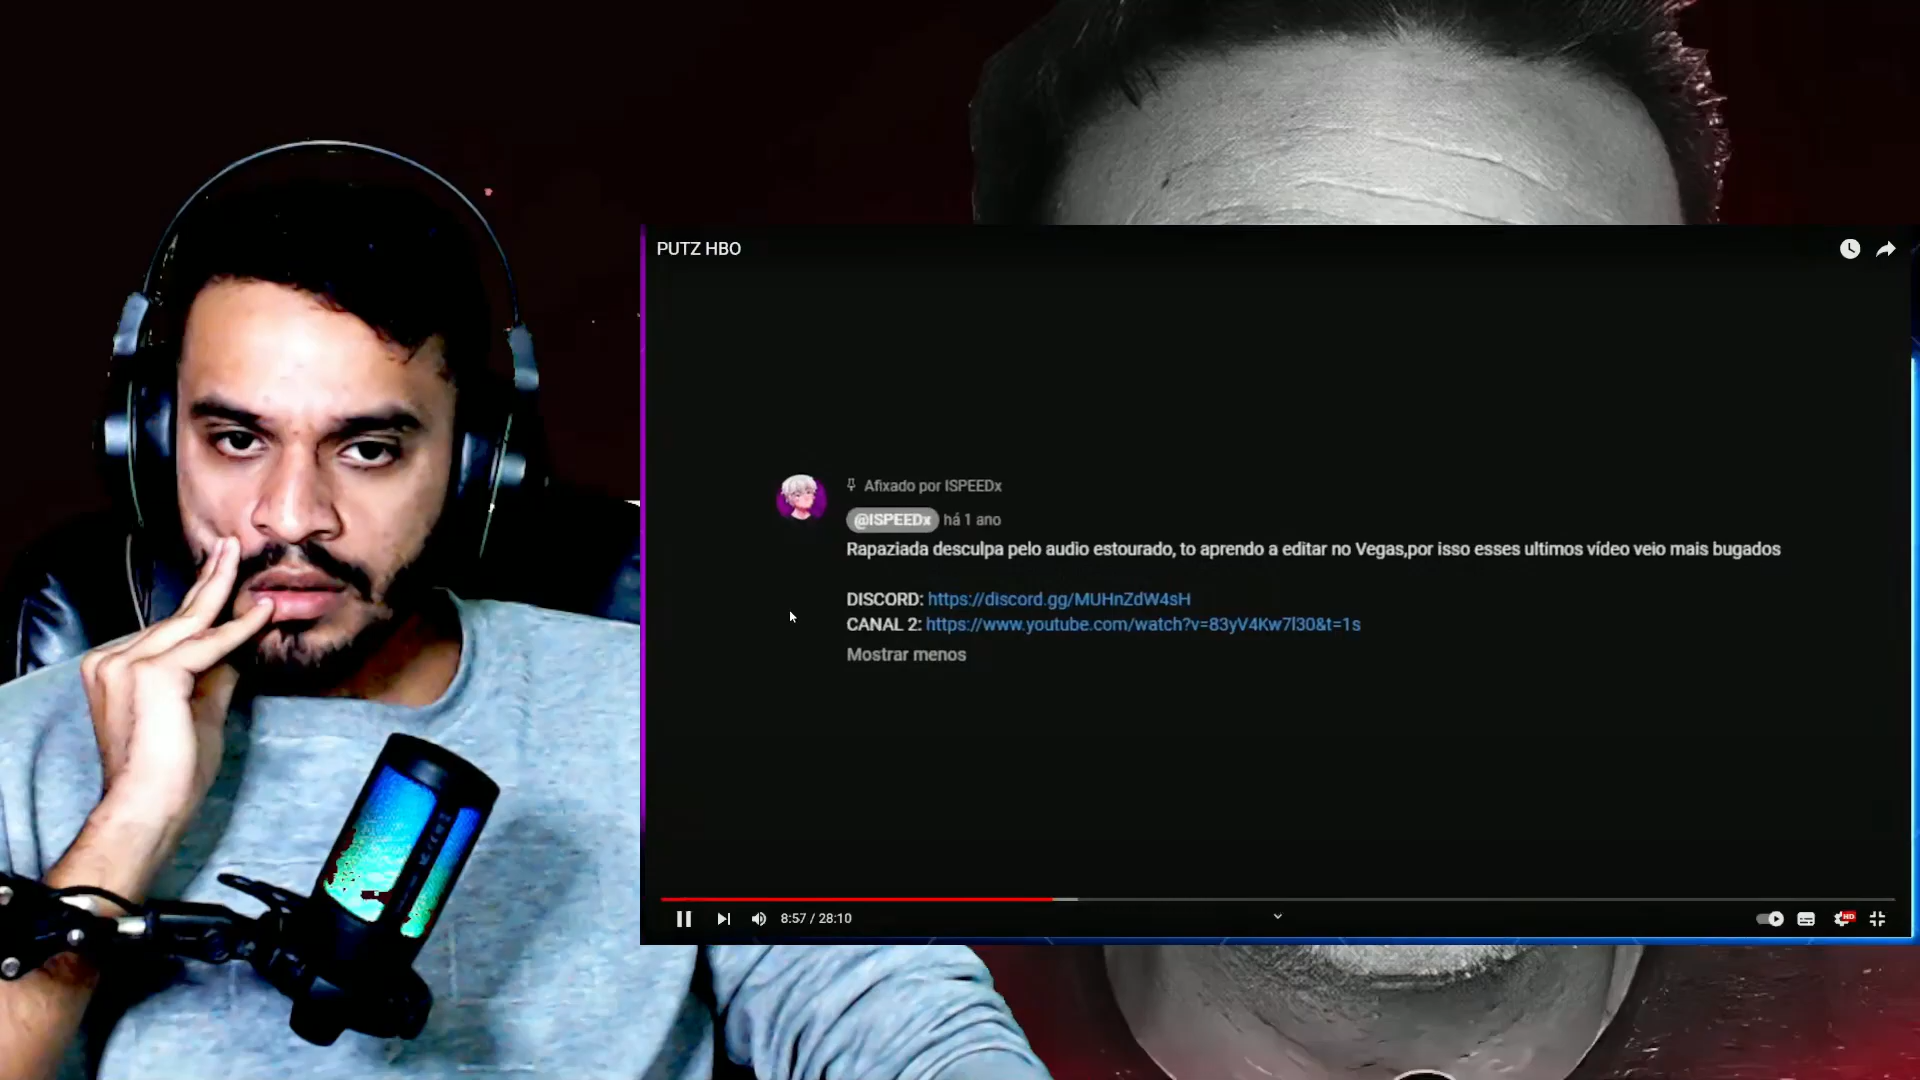 PUTZ HBO
Afixado por ISPEEDx
@ISPEEDx há 1 ano
Rapaziada desculpa pelo audio estourado, to aprendo a editar no Vegas,por isso esses ultimos vídeo veio mais bugados
DISCORD: https://discord.gg/MUHnZdW4sH
CANAL 2: https://www.youtube.com/watch?v=83yV4Kw7l30&t=1s
Mostrar menos
8:57 / 28:10
HD